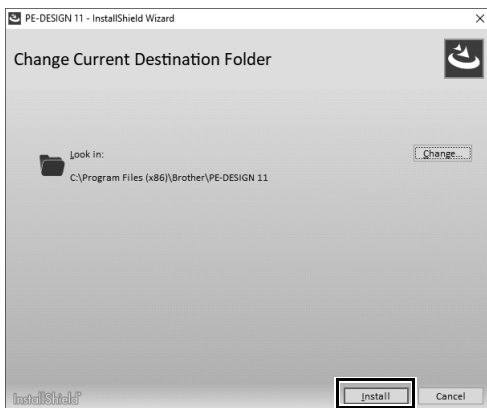 PE-DESIGN 11 - InstallShield Wizard
Change Current Destination Folder
Look in:
Change...
C:\Program Files (x86)\Brother\PE-DESIGN 11
InstallShield
Install
Cancel